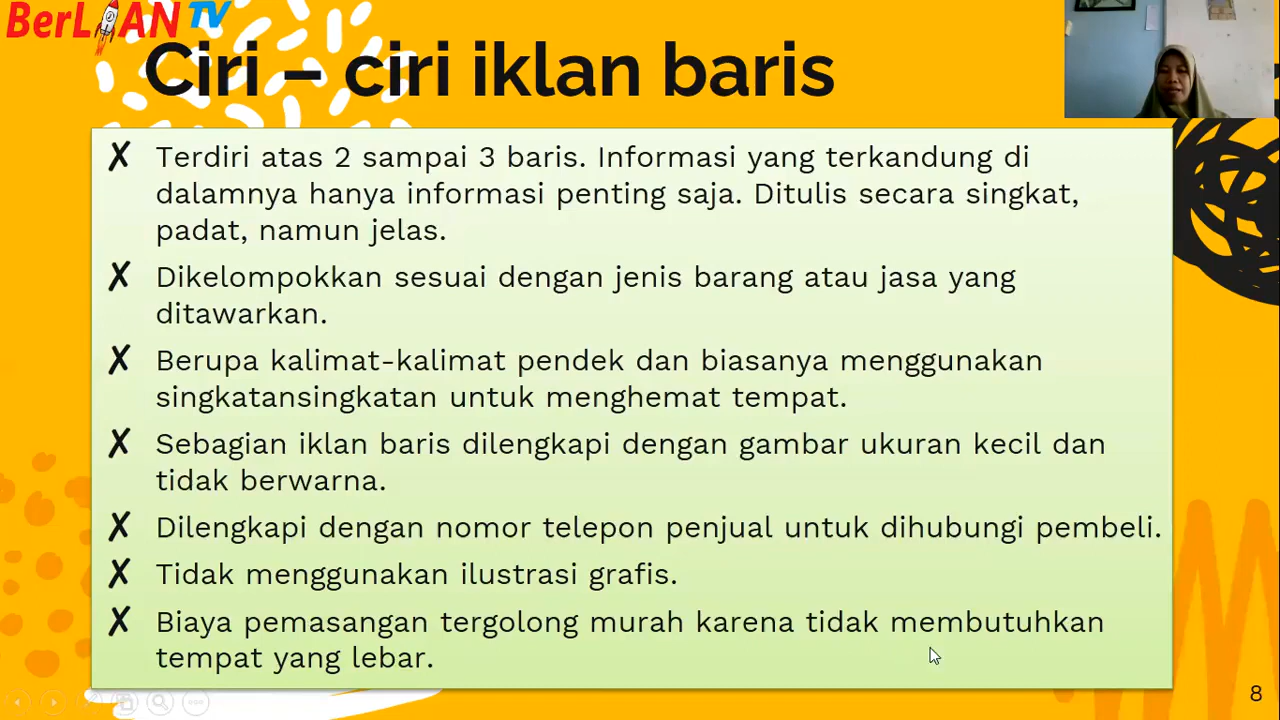 BerLIAN TV
Ciri – ciri iklan baris
✗ Terdiri atas 2 sampai 3 baris. Informasi yang terkandung di
dalamnya hanya informasi penting saja. Ditulis secara singkat,
padat, namun jelas.
✗ Dikelompokkan sesuai dengan jenis barang atau jasa yang
ditawarkan.
✗ Berupa kalimat-kalimat pendek dan biasanya menggunakan
singkatansingkatan untuk menghemat tempat.
✗ Sebagian iklan baris dilengkapi dengan gambar ukuran kecil dan
tidak berwarna.
✗ Dilengkapi dengan nomor telepon penjual untuk dihubungi pembeli.
✗ Tidak menggunakan ilustrasi grafis.
✗ Biaya pemasangan tergolong murah karena tidak membutuhkan
tempat yang lebar.
8